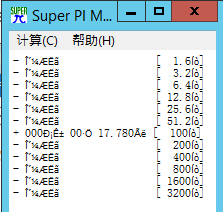 Super PI M...
计算(C) 帮助(H)
- Î´¼ÆËã [ 1.6Íò]
- Î´¼ÆËã [ 3.2Íò]
- Î´¼ÆËã [ 6.4Íò]
- Î´¼ÆËã [ 12.8Íò]
- Î´¼ÆËã [ 25.6Íò]
- Î´¼ÆËã [ 51.2Íò]
+ 000Ð¡Ê± 00·Ö 17.780Ãë [ 100Íò]
- Î´¼ÆËã [ 200Íò]
- Î´¼ÆËã [ 400Íò]
- Î´¼ÆËã [ 800Íò]
- Î´¼ÆËã [ 1600Íò]
- Î´¼ÆËã [ 3200Íò]